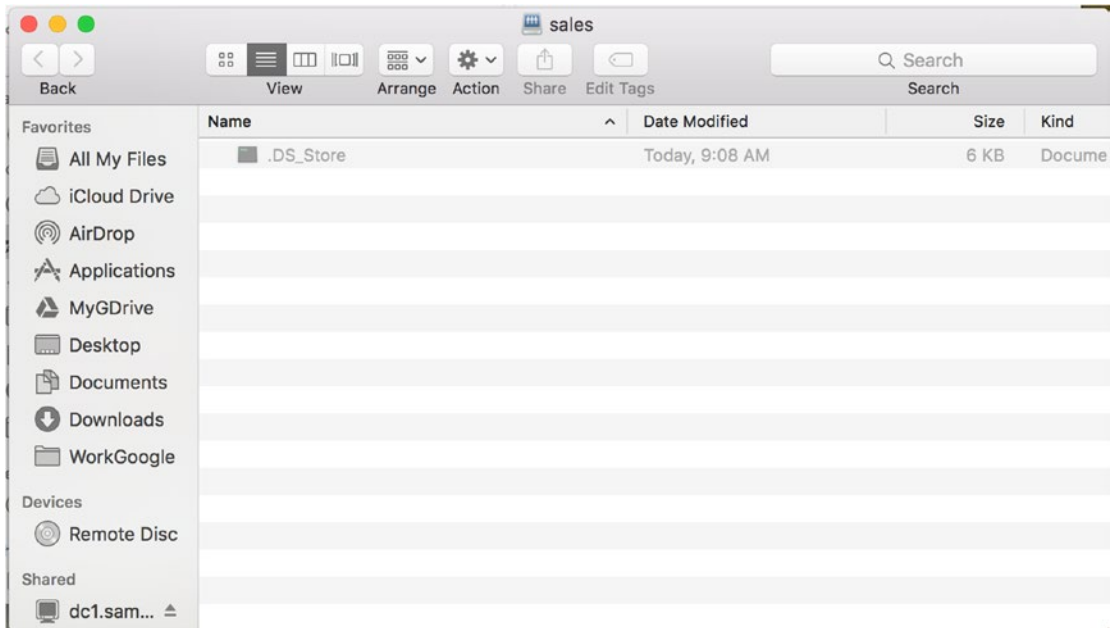 sales
Back View Arrange Action Share Edit Tags Search
Search
Favorites
All My Files
iCloud Drive
AirDrop
Applications
MyGDrive
Desktop
Documents
Downloads
WorkGoogle
Devices
Remote Disc
Shared
dc1.sam...
Name Date Modified Size Kind
.DS_Store Today, 9:08 AM 6 KB Docume